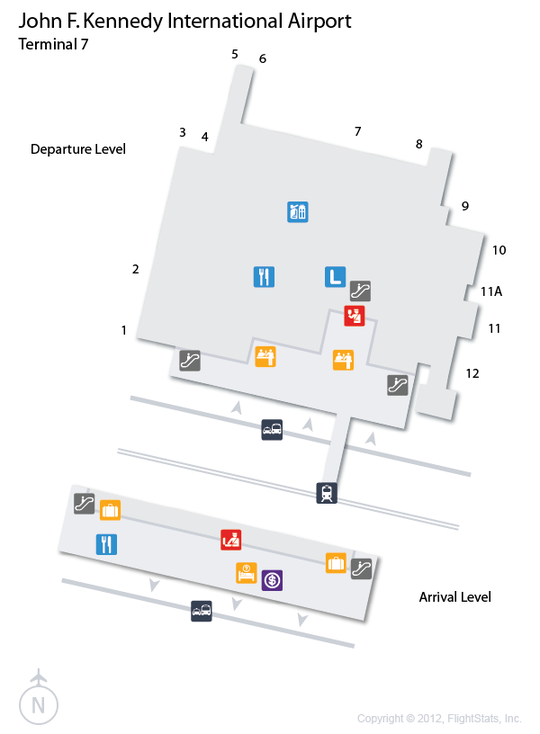 John F. Kennedy International Airport
Terminal 7
5
6
3
4
7
8
Departure Level
9
10
2
11A
11
1
12
L
?
$
Arrival Level
N
Copyright © 2012, FlightStats, Inc.